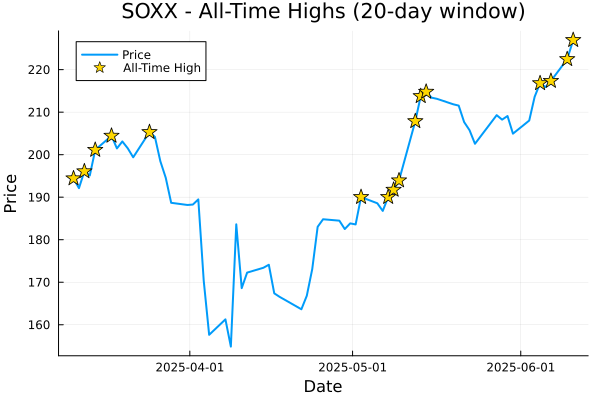 SOXX - All-Time Highs (20-day window)
Price
All-Time High
220
210
200
190
180
170
160
Price
2025-04-01
2025-05-01
2025-06-01
Date